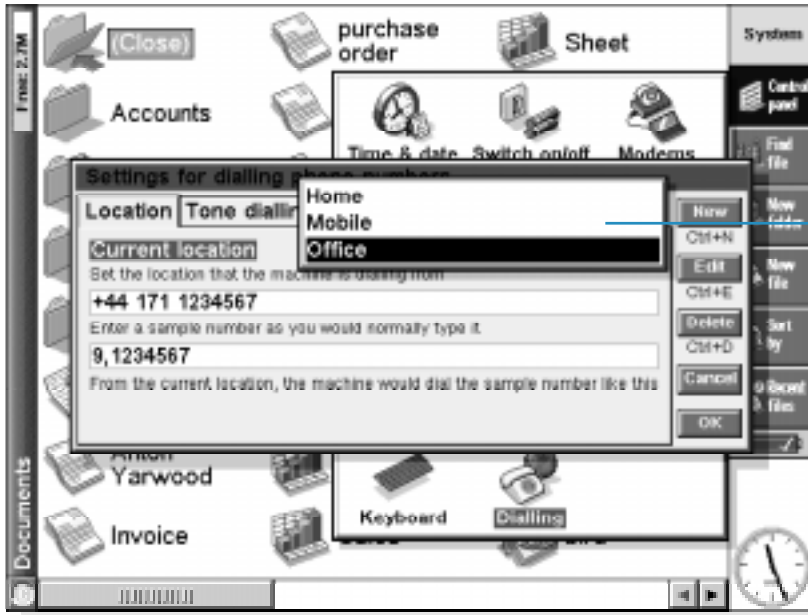 Free: 2.7M
Documents
(Close)
Accounts
Yarwood
Invoice
purchase
order
Sheet
Time & date
Switch on/off
Modems
Keyboard
Dialling
Settings for dialling phone numbers
Location
Tone diallin
Home
Mobile
Office
Current location
Set the location that the machine is dialling from
+44 171 1234567
Enter a sample number as you would normally type it
9,1234567
From the current location, the machine would dial the sample number like this
New
Ctrl+N
Edit
Ctrl+E
Delete
Ctrl+D
Cancel
OK
System
Control
panel
Find
file
New
folder
New
file
Sort
by
Recent
files